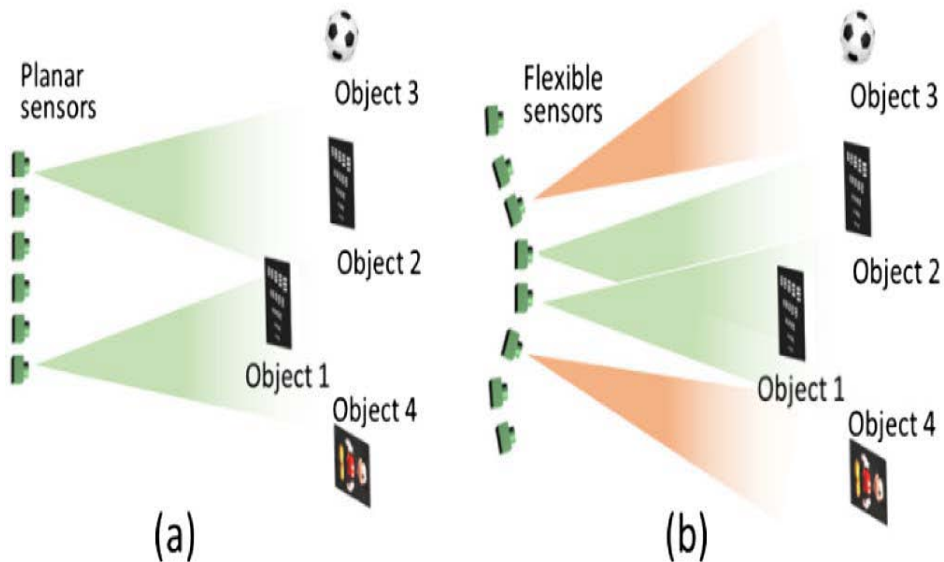 Planar
sensors
Object 3
Object 2
Object 1
Object 4
(a)
Flexible
sensors
Object 3
Object 2
Object 1
Object 4
(b)